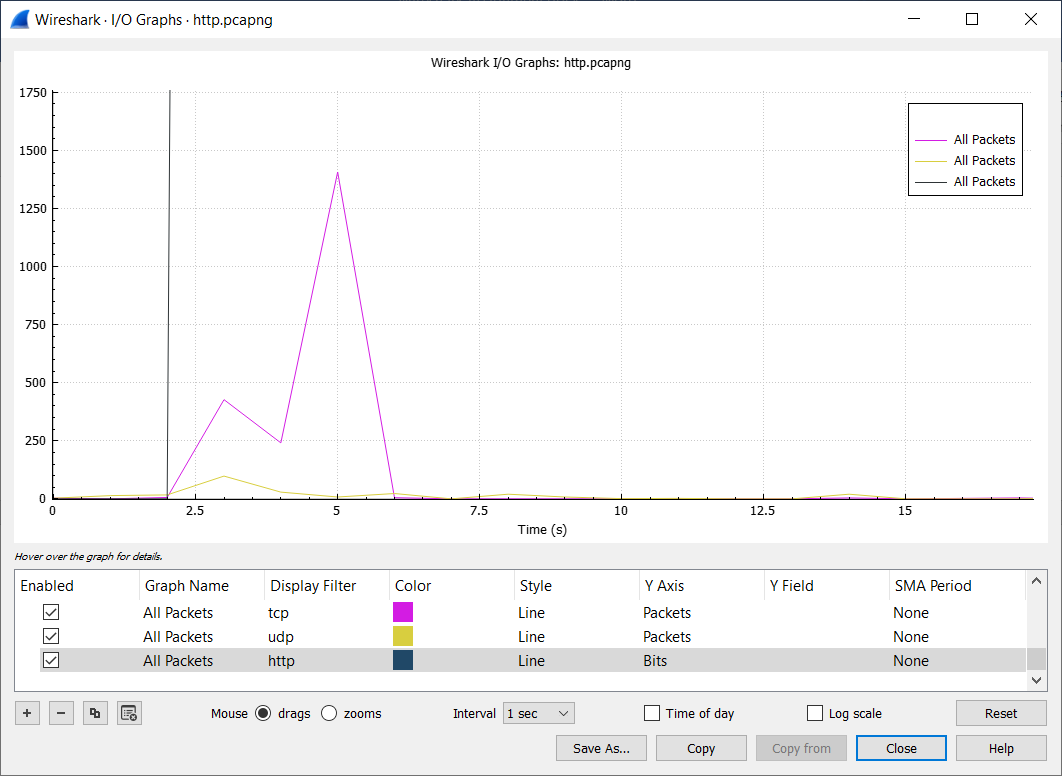 Wireshark · I/O Graphs · http.pcapng
Wireshark I/O Graphs: http.pcapng
1750
1500
1250
1000
750
500
250
0
All Packets
All Packets
All Packets
0 2.5 5 7.5 10 12.5 15
Time (s)
Hover over the graph for details.
Enabled Graph Name Display Filter Color Style Y Axis Y Field SMA Period
All Packets tcp Line Packets None
All Packets udp Line Packets None
All Packets http Line Bits None
Mouse drags zooms Interval 1 sec Time of day Log scale Reset
Save As... Copy Copy from Close Help